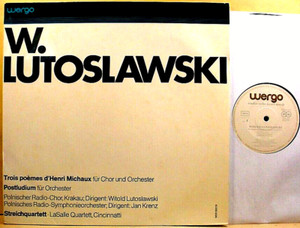 wergo
W.
LUTOSLAWSKI
Trois poèmes d'Henri Michaux für Chor und Orchester
Postludium für Orchester
Polnischer Radio-Chor, Krakau; Dirigent: Witold Lutoslawski
Polnisches Radio-Symphonieorchester; Dirigent: Jan Krenz
Streichquartett - LaSalle Quartett, Cincinnatti
wergo